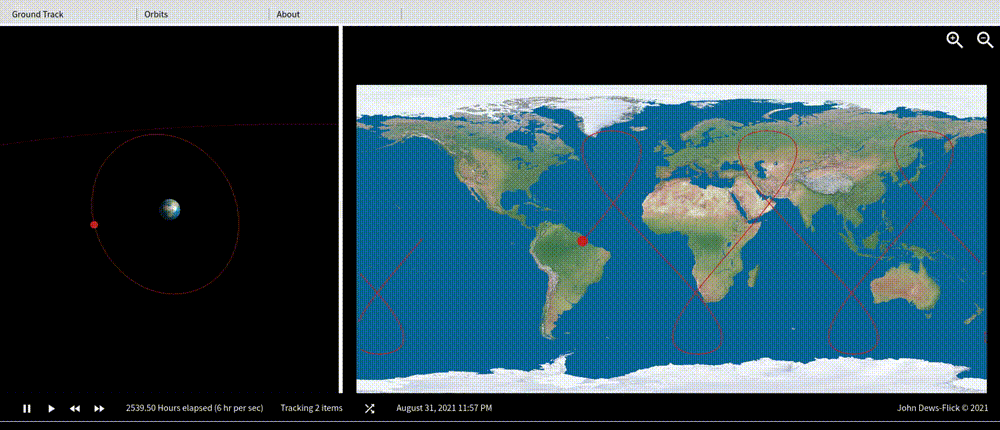 Ground Track
Orbits
About
2539.50 Hours elapsed (6 hr per sec)
Tracking 2 items
August 31, 2021 11:57 PM
John Dews-Flick © 2021